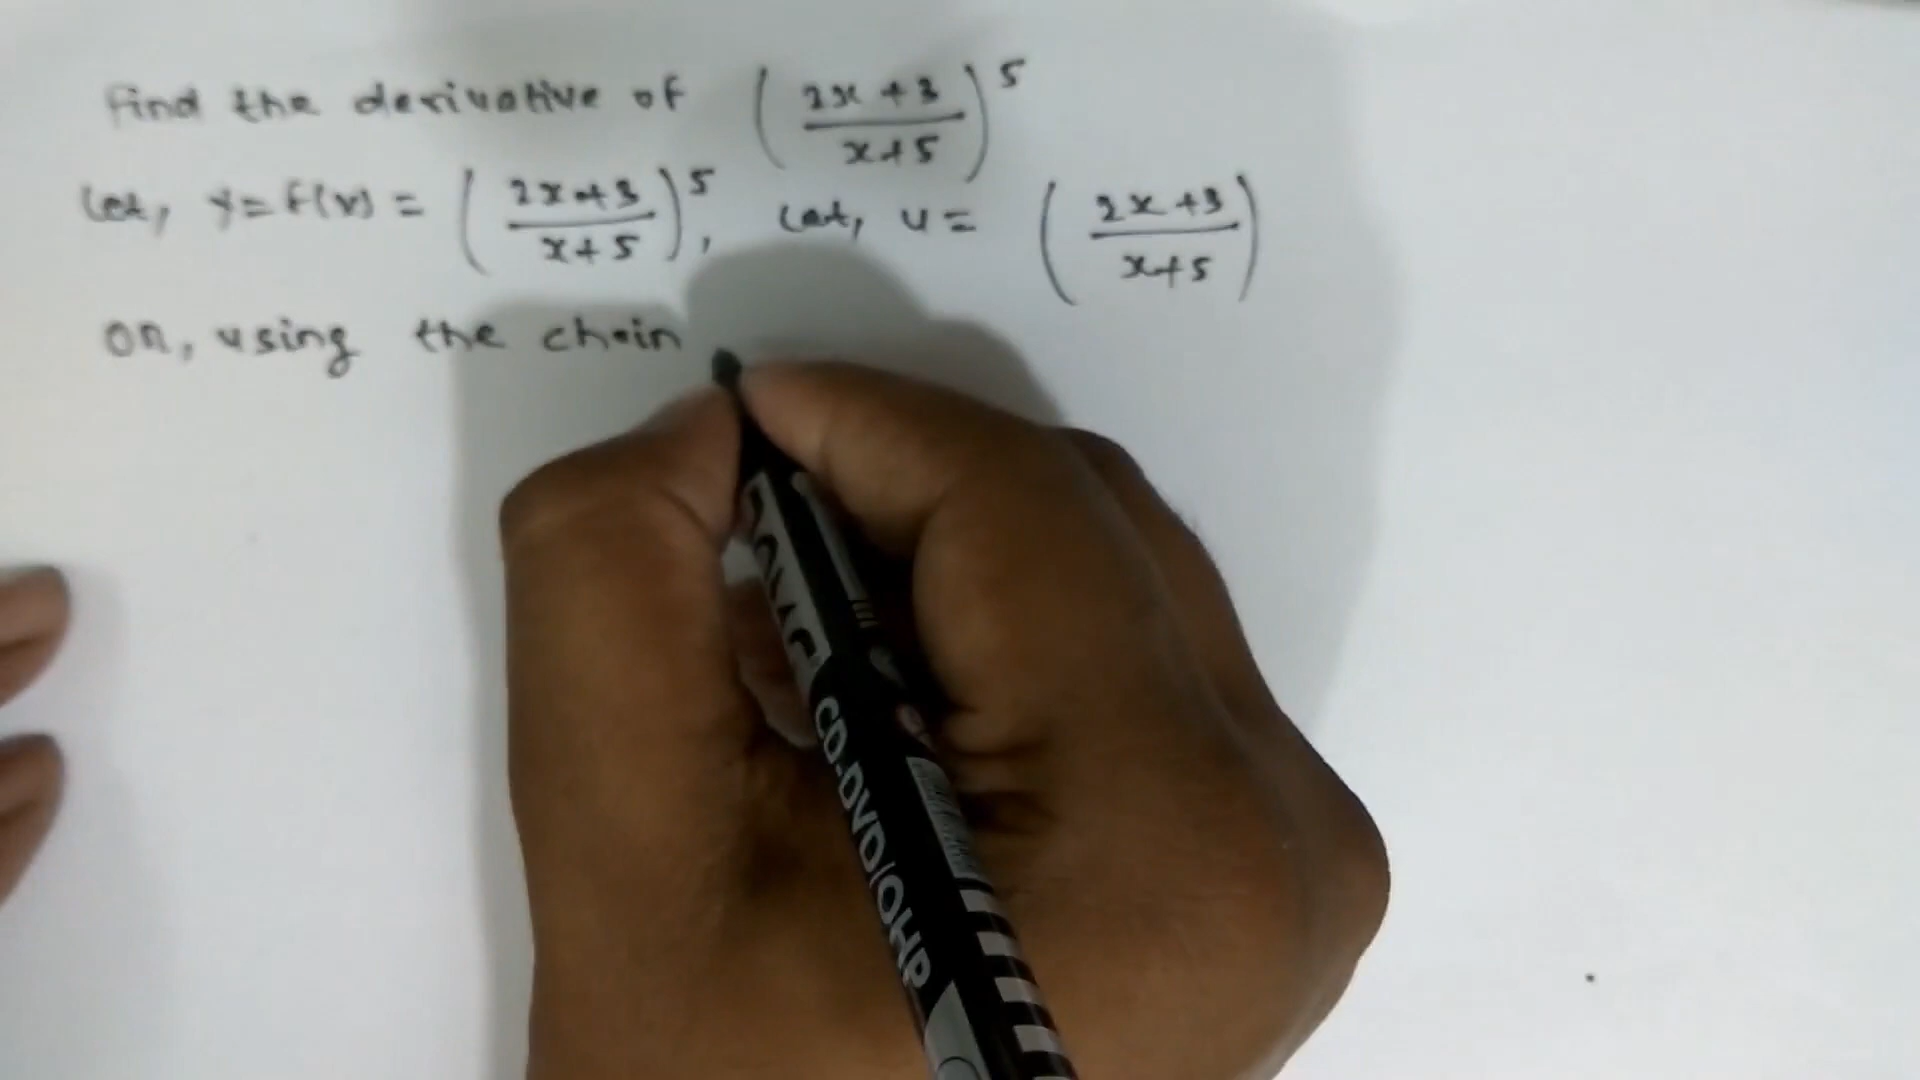 Find the derivative of (2x+3/x+5)^5
Let, y=f(x) = (2x+3/x+5)^5, Let, u= (2x+3/x+5)
or, using the chain
CD-DVD/OHP